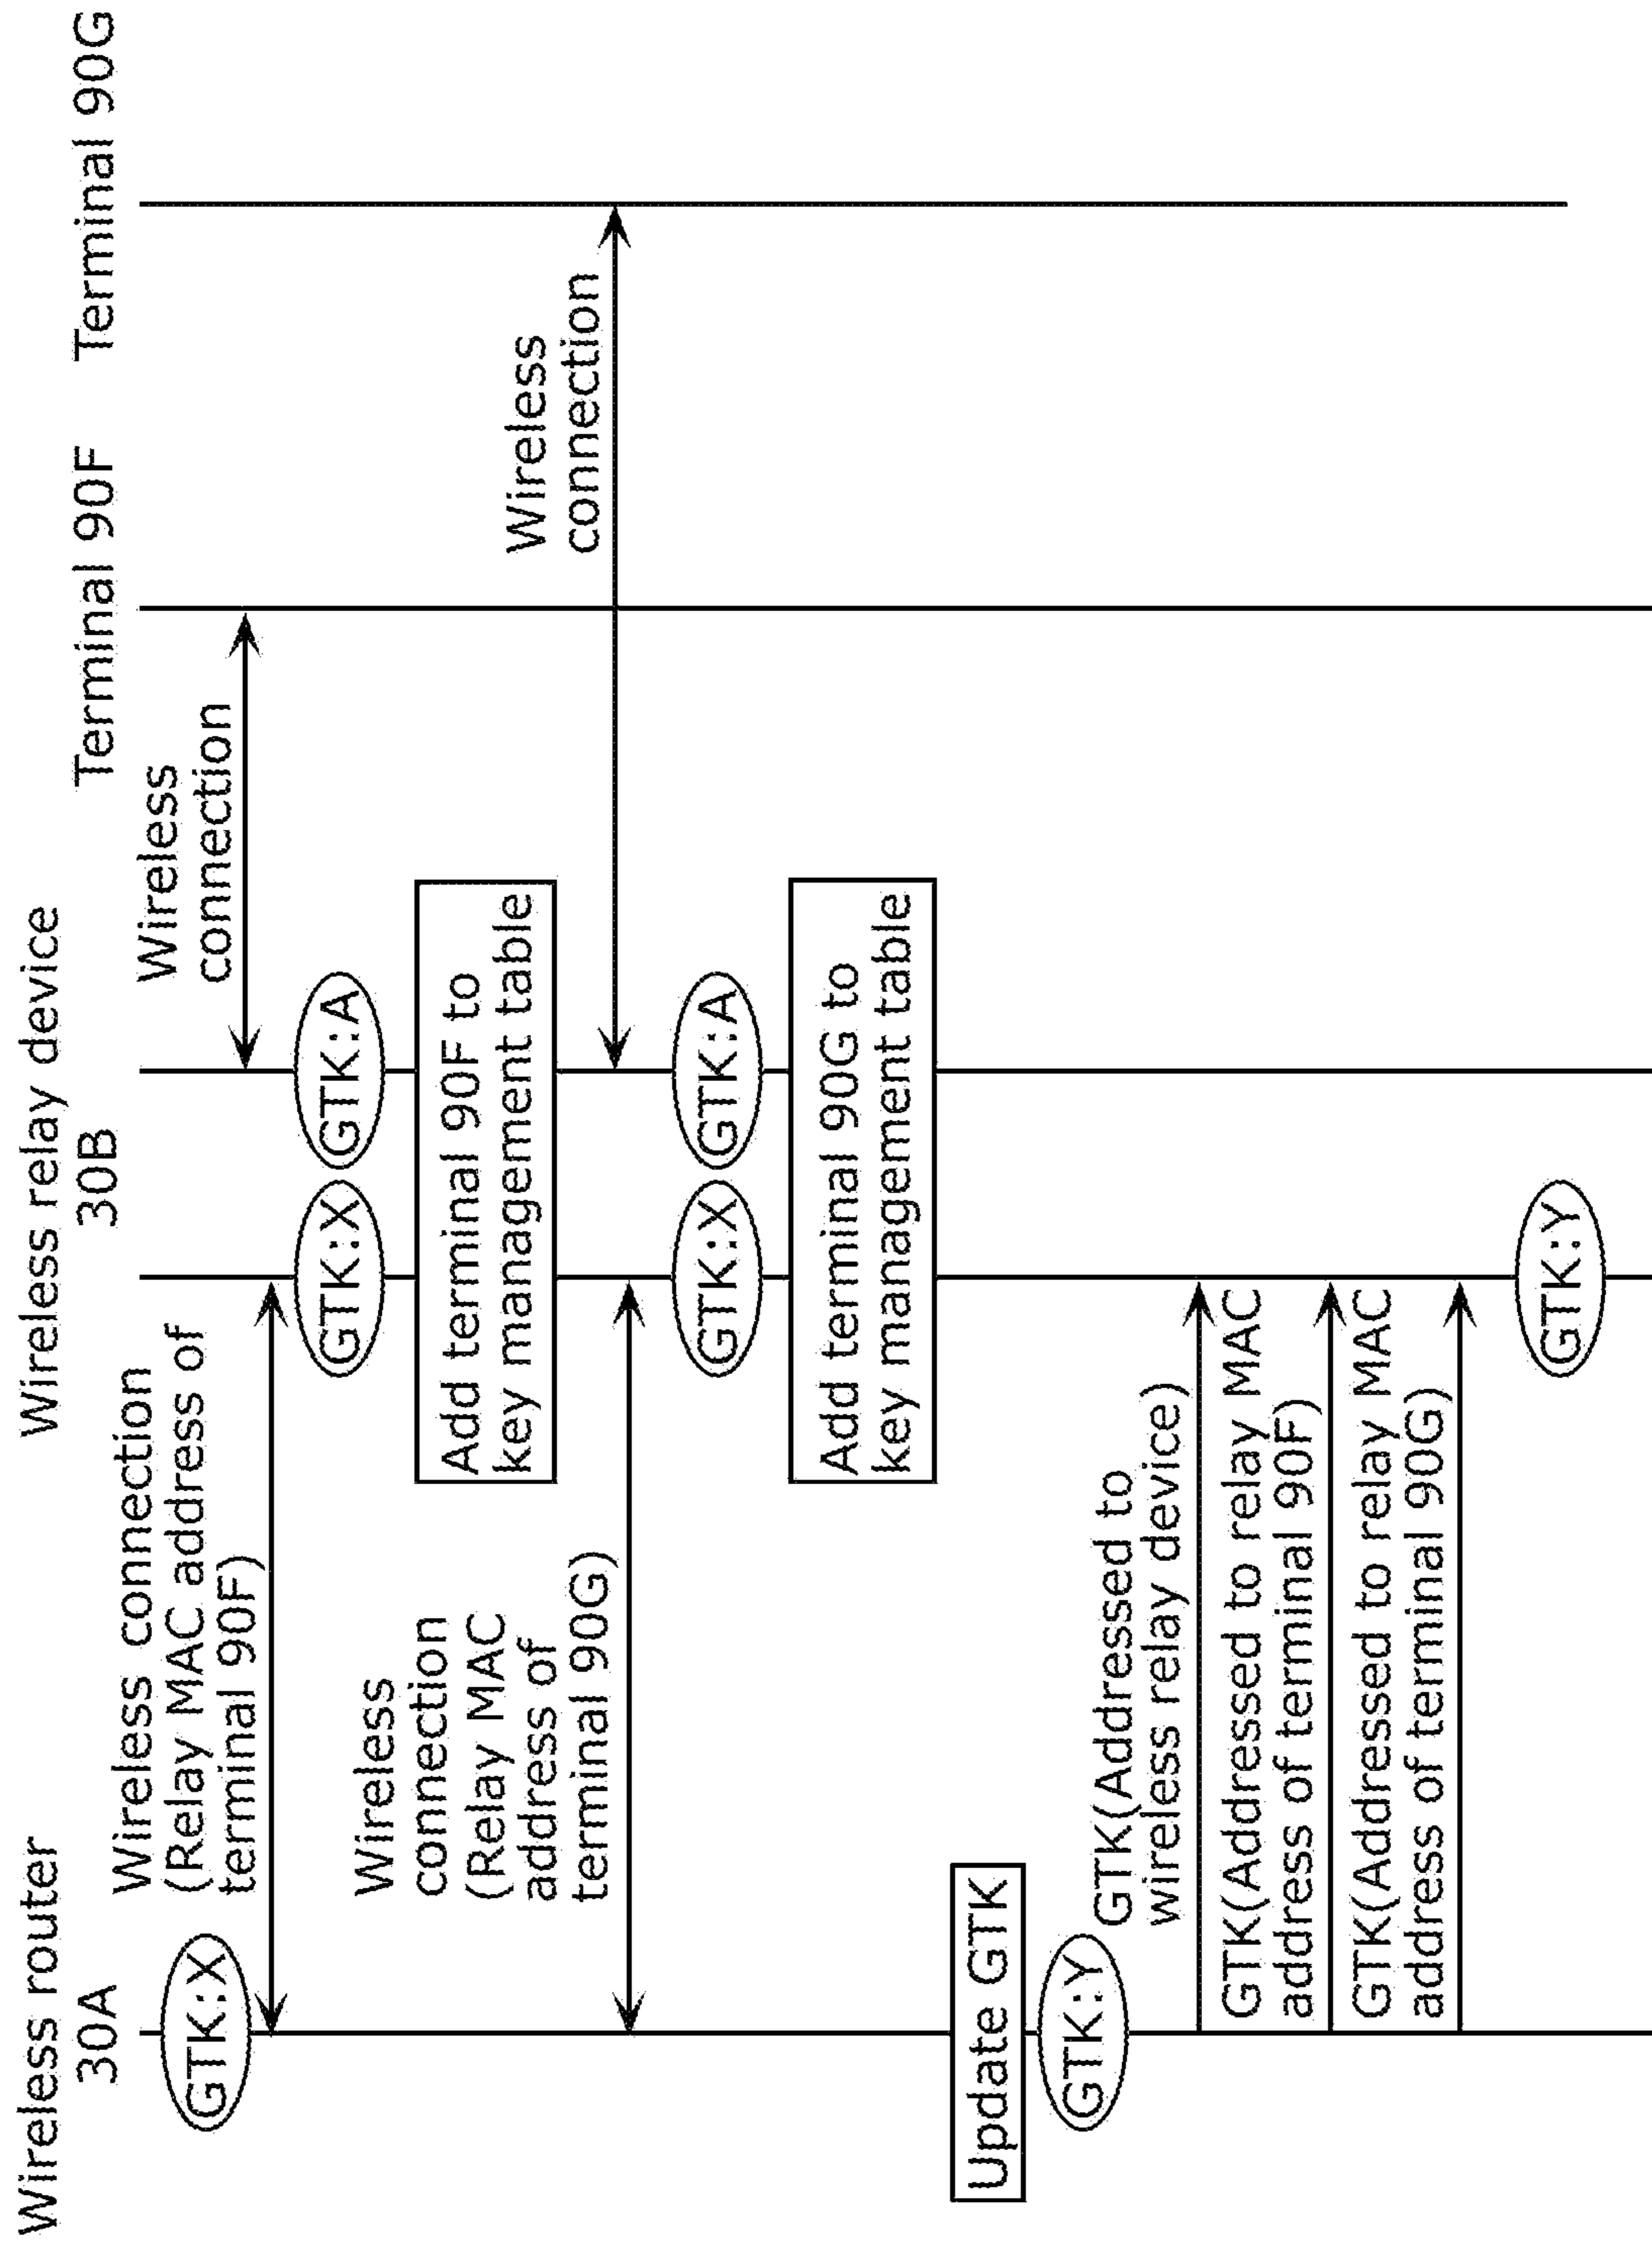 Wireless router
30A
Wireless relay device
30B
Terminal 90F
Terminal 90G
GTK:X
Wireless connection
(Relay MAC address of
terminal 90F)
Wireless
connection
GTK:X
GTK:A
Add terminal 90F to
key management table
Wireless
connection
(Relay MAC
address of
terminal 90G)
Wireless
connection
GTK:X
GTK:A
Add terminal 90G to
key management table
Update GTK
GTK:Y
GTK(Addressed to
wireless relay device)
GTK(Addressed to relay MAC
address of terminal 90F)
GTK(Addressed to relay MAC
address of terminal 90G)
GTK:Y